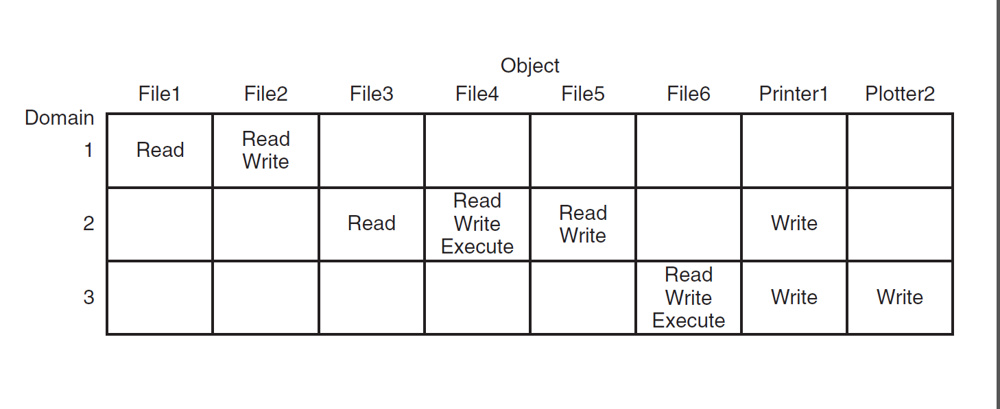 Object
File1 File2 File3 File4 File5 File6 Printer1 Plotter2
Domain
1 Read Read Write
2 Read Read Write Execute Read Write Write
3 Read Write Execute Write Write